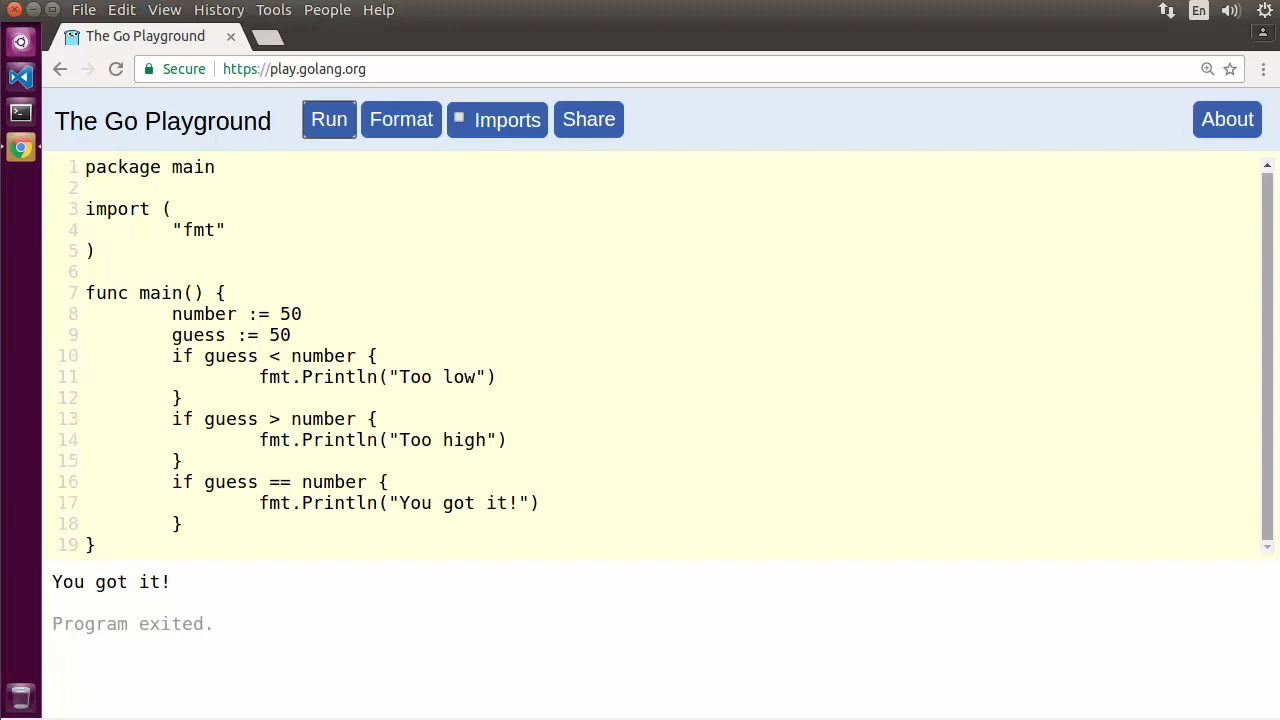 File Edit View History Tools People Help
En
The Go Playground
Secure https://play.golang.org
The Go Playground Run Format Imports Share About
1 package main
2
3 import (
4 "fmt"
5 )
6
7 func main() {
8 number := 50
9 guess := 50
10 if guess < number {
11 fmt.Println("Too low")
12 }
13 if guess > number {
14 fmt.Println("Too high")
15 }
16 if guess == number {
17 fmt.Println("You got it!")
18 }
19 }
You got it!
Program exited.